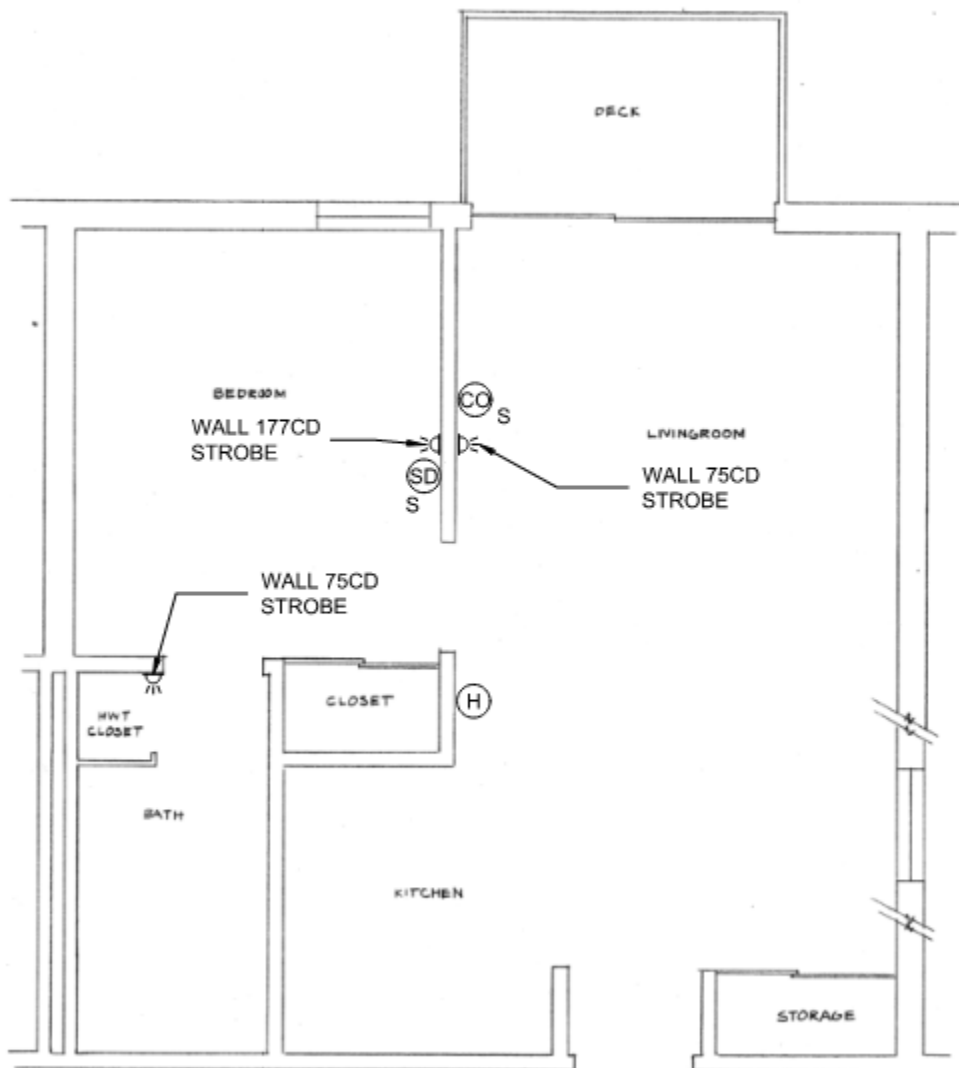 DECK
BEDROOM
WALL 177CD
STROBE
CO
S
LIVINGROOM
SD
S
WALL 75CD
STROBE
WALL 75CD
STROBE
HWT
CLOSET
CLOSET
H
BATH
KITCHEN
STORAGE